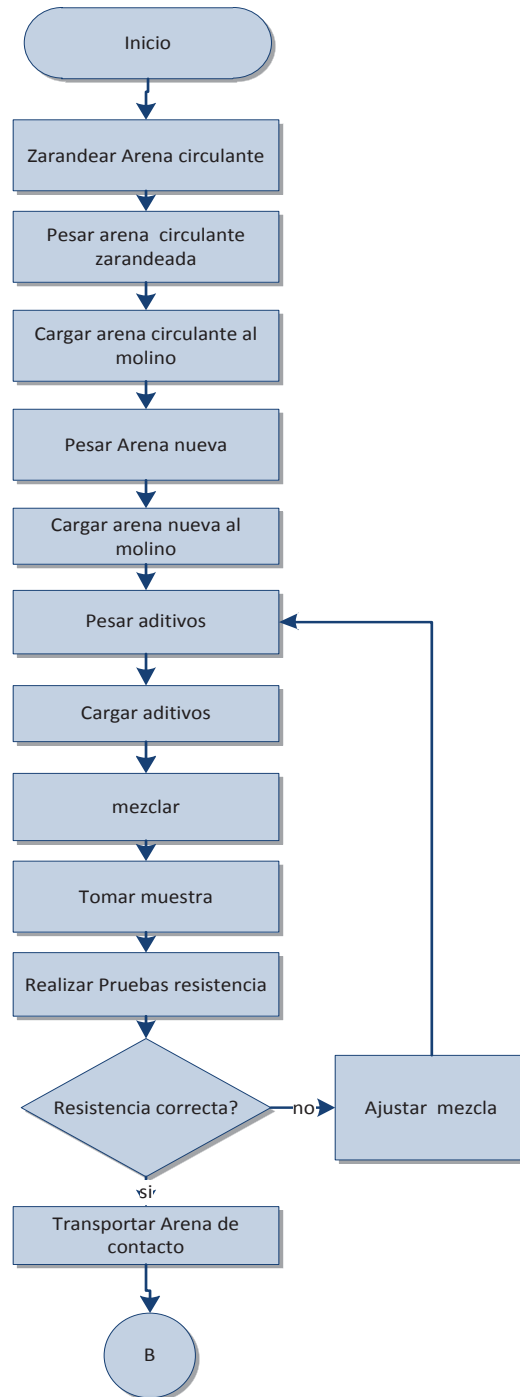 Inicio
Zarandear Arena circulante
Pesar arena circulante
zarandeada
Cargar arena circulante al
molino
Pesar Arena nueva
Cargar arena nueva al
molino
Pesar aditivos
Cargar aditivos
mezclar
Tomar muestra
Realizar Pruebas resistencia
Resistencia correcta?
no
Ajustar mezcla
si
Transportar Arena de
contacto
B